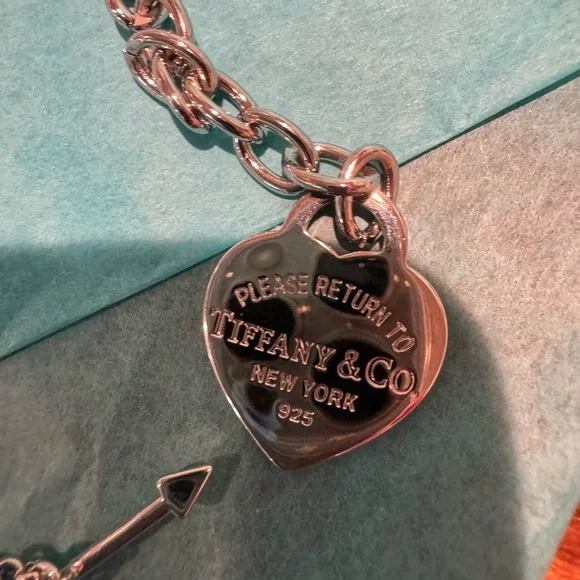 PLEASE RETURN TO
TIFFANY & CO
NEW YORK
925